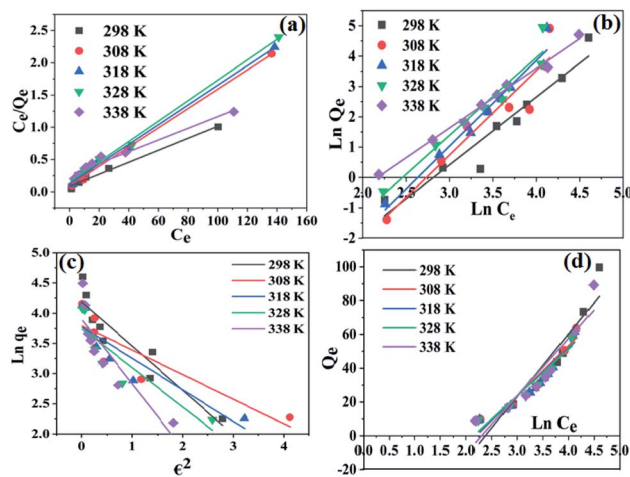 (a)
298 K
308 K
318 K
328 K
338 K
Ce/Qe
2.5
2.0
1.5
1.0
0.5
0.0
0 20 40 60 80 100 120 140 160
Ce
(b)
298 K
308 K
318 K
328 K
338 K
Ln Qe
5
4
3
2
1
0
-1
-2
2.0 2.5 3.0 3.5 4.0 4.5 5.0
Ln Ce
(c)
298 K
308 K
318 K
328 K
338 K
Ln qe
5.0
4.5
4.0
3.5
3.0
2.5
2.0
0 1 2 3 4
ϵ²
(d)
298 K
308 K
318 K
328 K
338 K
Qe
100
80
60
40
20
0
-20
Ln Ce
0.0 0.5 1.0 1.5 2.0 2.5 3.0 3.5 4.0 4.5 5.0